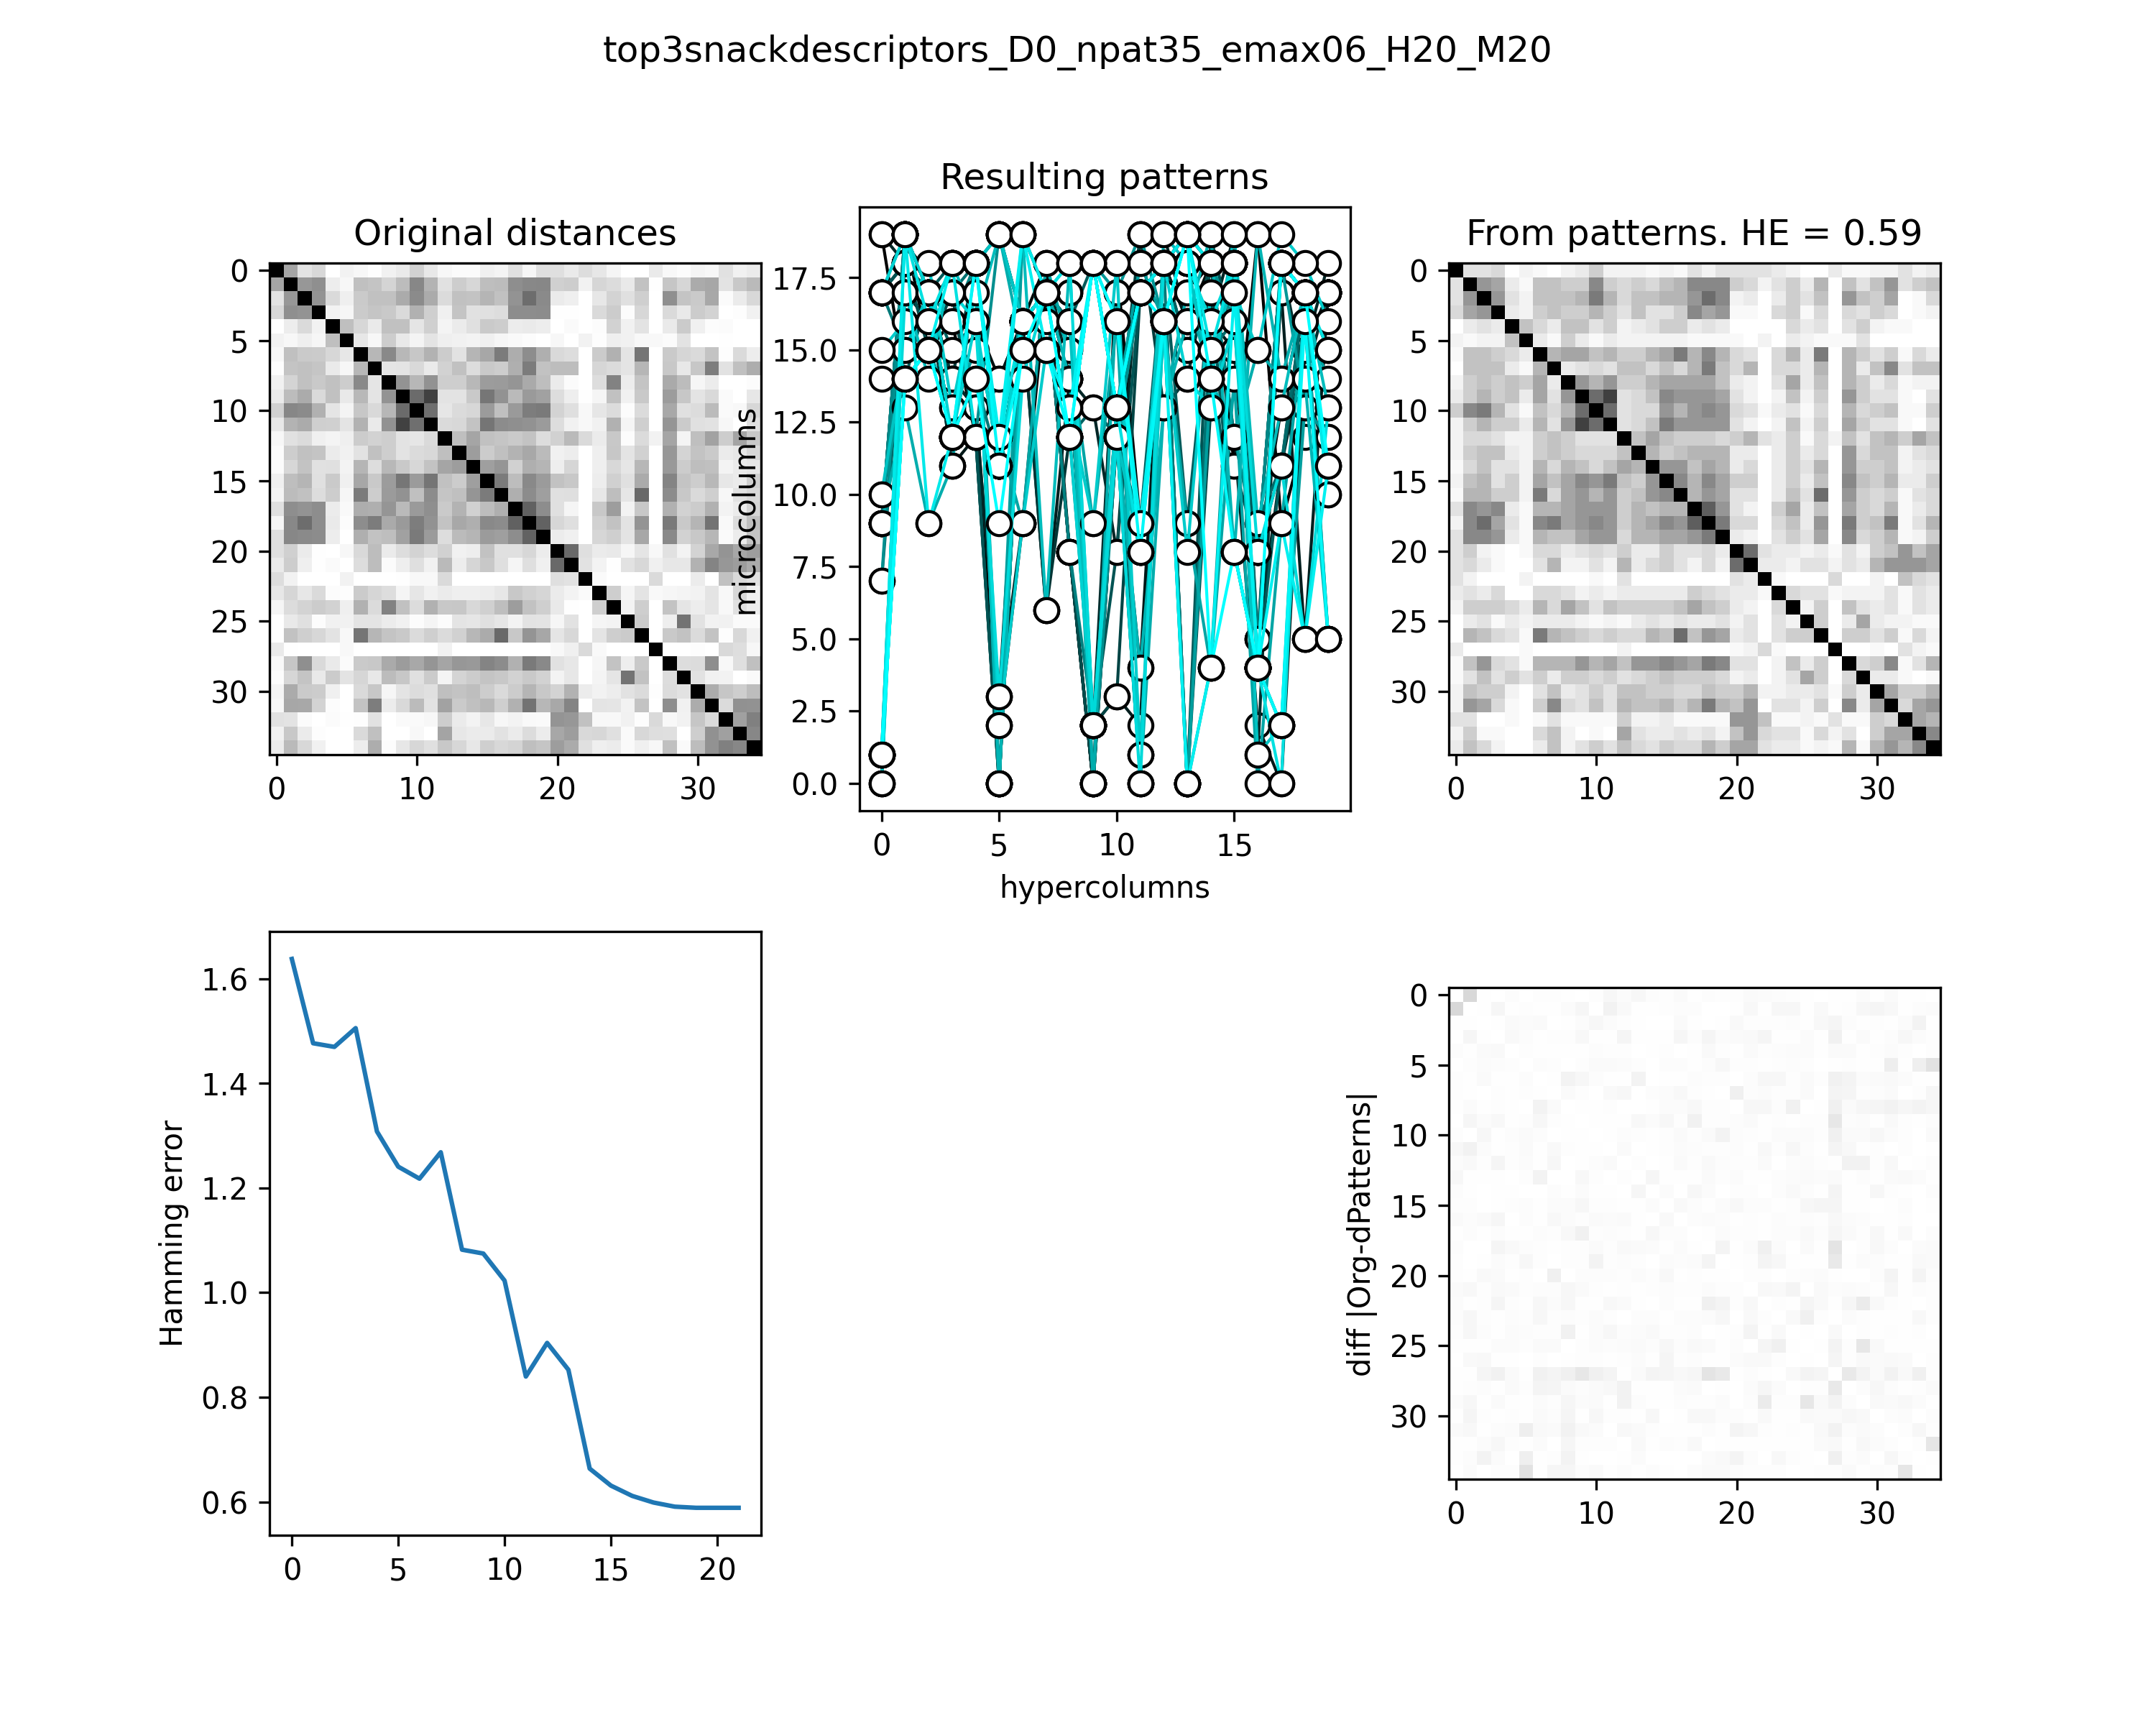 top3snackdescriptors_D0_npat35_emax06_H20_M20
Original distances
0
5
10
15
20
25
30
0 10 20 30
Resulting patterns
microcolumns
17.5
15.0
12.5
10.0
7.5
5.0
2.5
0.0
0 5 10 15
hypercolumns
From patterns. HE = 0.59
0
5
10
15
20
25
30
0 10 20 30
Hamming error
1.6
1.4
1.2
1.0
0.8
0.6
0 5 10 15 20
diff |Org-dPatterns|
0
5
10
15
20
25
30
0 10 20 30